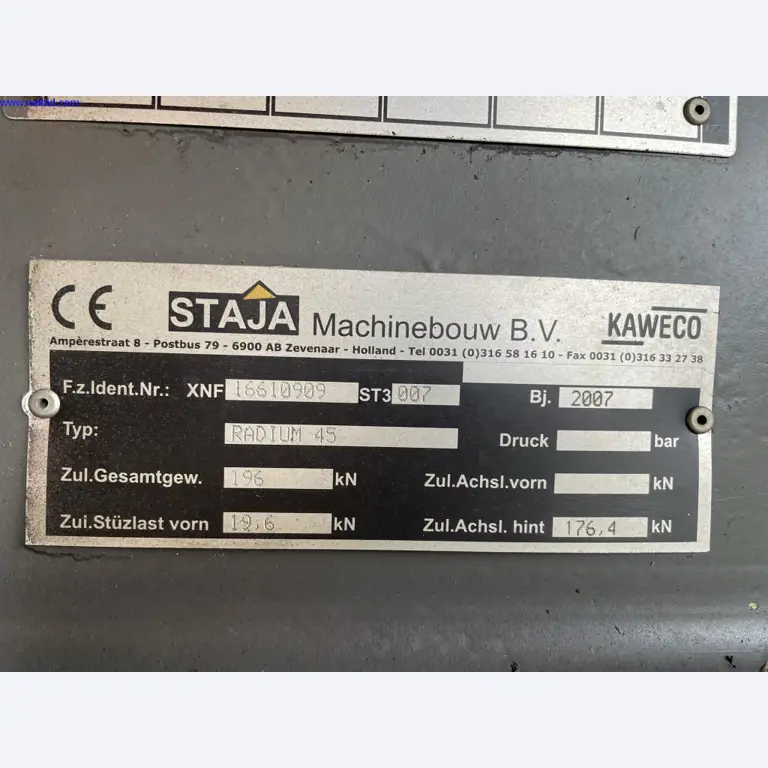 CE STAJA Machinebouw B.V. KAWECO
Ampèrestraat 8 - Postbus 79 - 6900 AB Zevenaar - Holland - Tel 0031 (0)316 58 16 10 - Fax 0031 (0)316 33 27 38
F.z.Ident.Nr.: XNF 16610909 ST3 007 Bj. 2007
Typ: RADIUM 45 Druck bar
Zul.Gesamtgew. 196 kN Zul.Achsl.vorn kN
Zui.Stüzlast vorn 19,6 kN Zul.Achsl. hint 176,4 kN